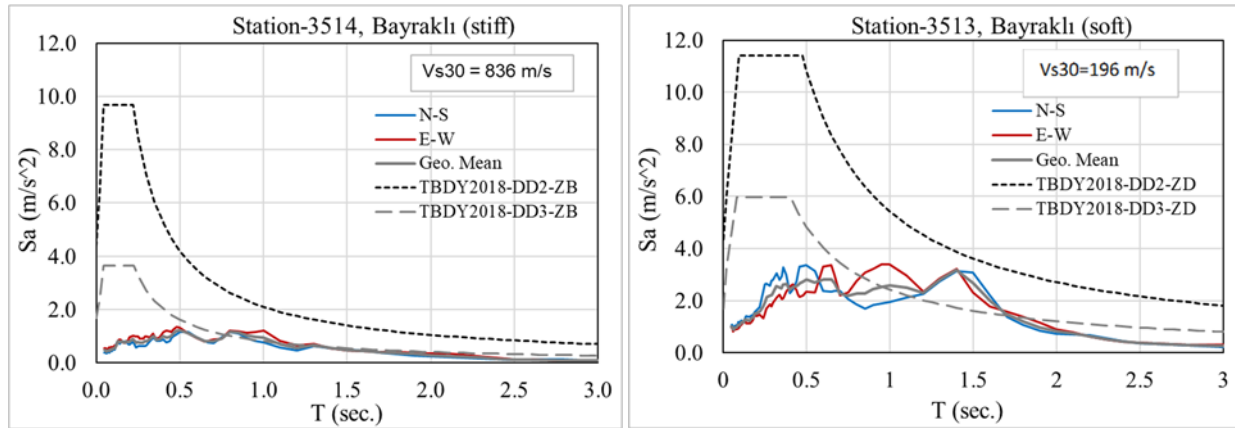 Station-3514, Bayraklı (stiff)
12.0
10.0
8.0
6.0
4.0
2.0
0.0
Sa (m/s^2)
Vs30 = 836 m/s
N-S
E-W
Geo. Mean
TBDY2018-DD2-ZB
TBDY2018-DD3-ZB
0.0
0.5
1.0
1.5
2.0
2.5
3.0
T (sec.)
Station-3513, Bayraklı (soft)
12.0
10.0
8.0
6.0
4.0
2.0
0.0
Sa (m/s^2)
Vs30=196 m/s
N-S
E-W
Geo. Mean
TBDY2018-DD2-ZD
TBDY2018-DD3-ZD
0
0.5
1
1.5
2
2.5
3
T (sec.)